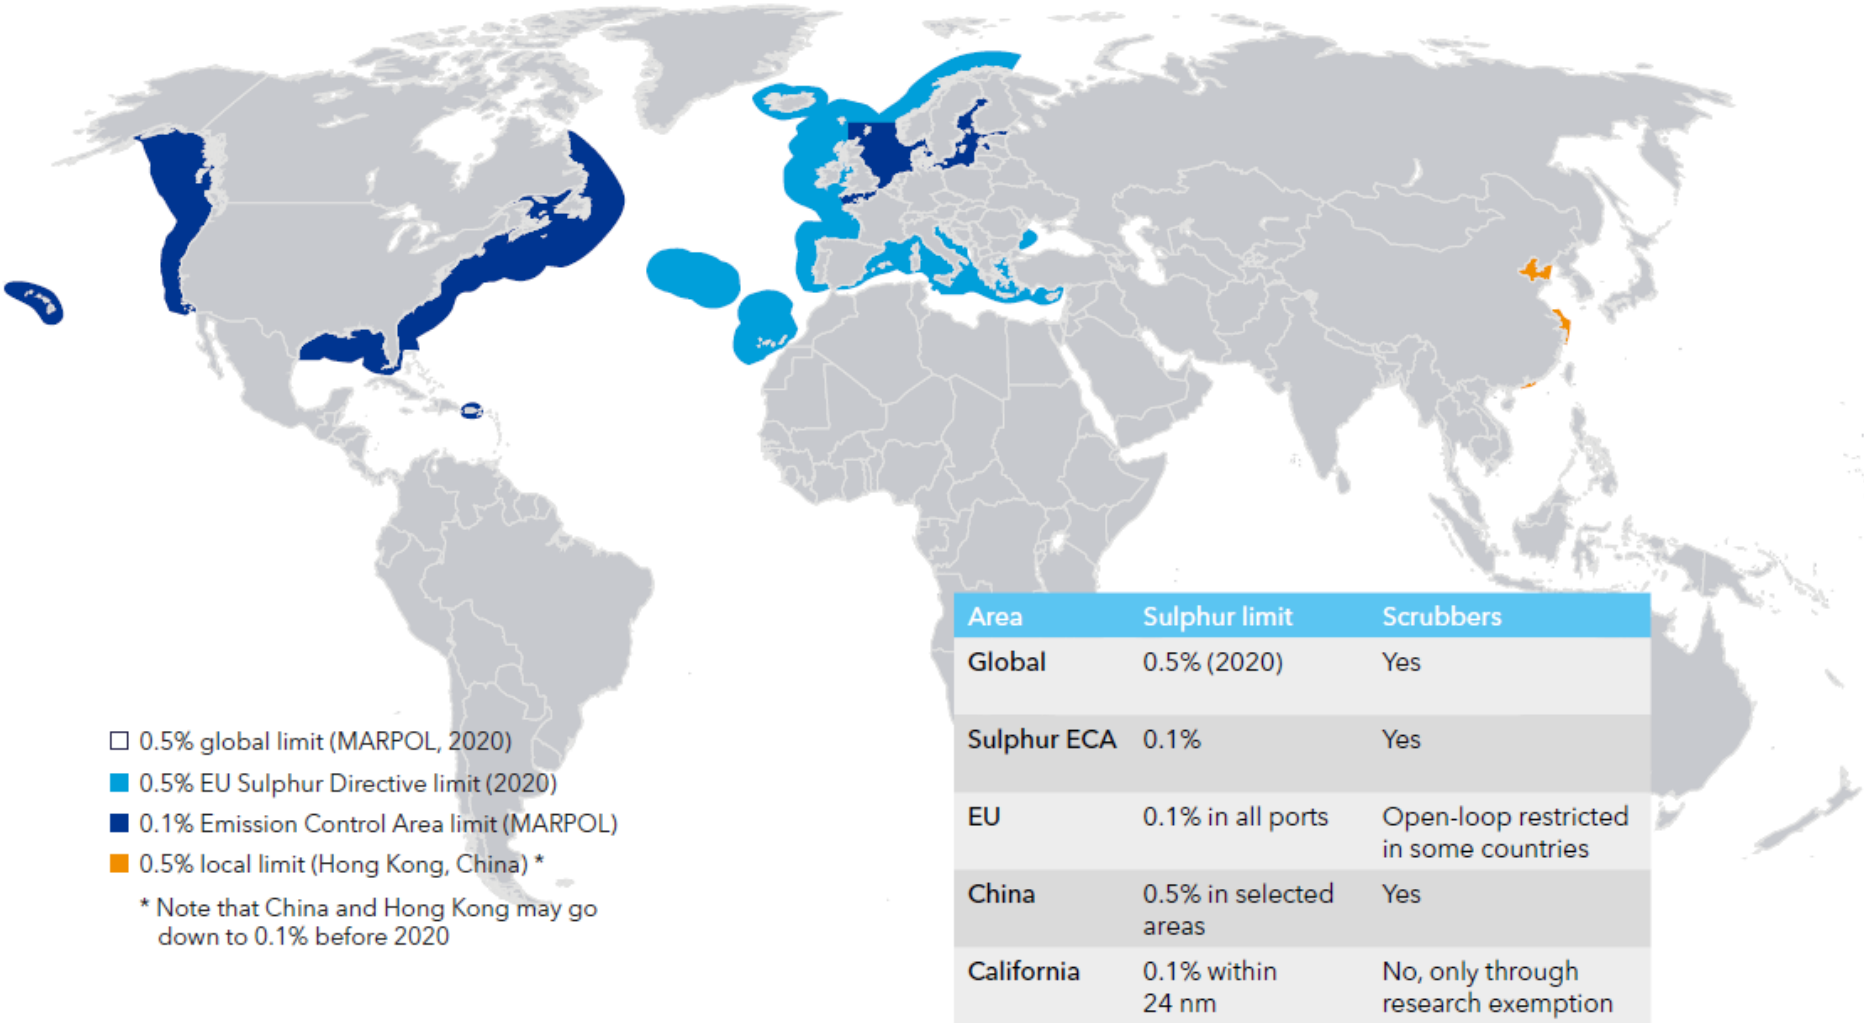 0.5% global limit (MARPOL, 2020)
0.5% EU Sulphur Directive limit (2020)
0.1% Emission Control Area limit (MARPOL)
0.5% local limit (Hong Kong, China) *
* Note that China and Hong Kong may go
down to 0.1% before 2020
Area Sulphur limit Scrubbers
Global 0.5% (2020) Yes
Sulphur ECA 0.1% Yes
EU 0.1% in all ports Open-loop restricted
in some countries
China 0.5% in selected Yes
areas
California 0.1% within No, only through
24 nm research exemption